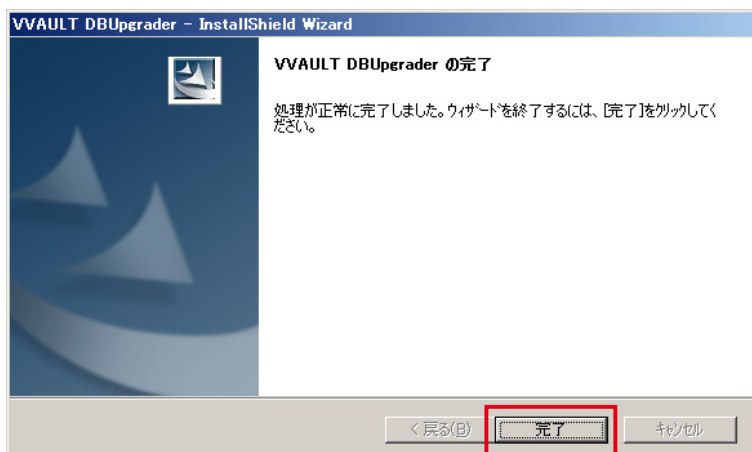 VVAULT DBUpgrader - InstallShield Wizard
VVAULT DBUpgrader の完了
処理が正常に完了しました。ウィザードを終了するには、[完了]をクリックしてく
ださい。
< 戻る(B)
完了
キャンセル